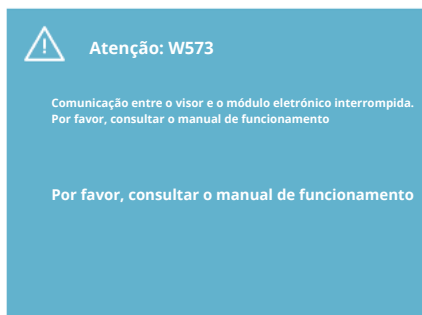 Atenção: W573
Comunicação entre o visor e o módulo eletrónico interrompida.
Por favor, consultar o manual de funcionamento
Por favor, consultar o manual de funcionamento